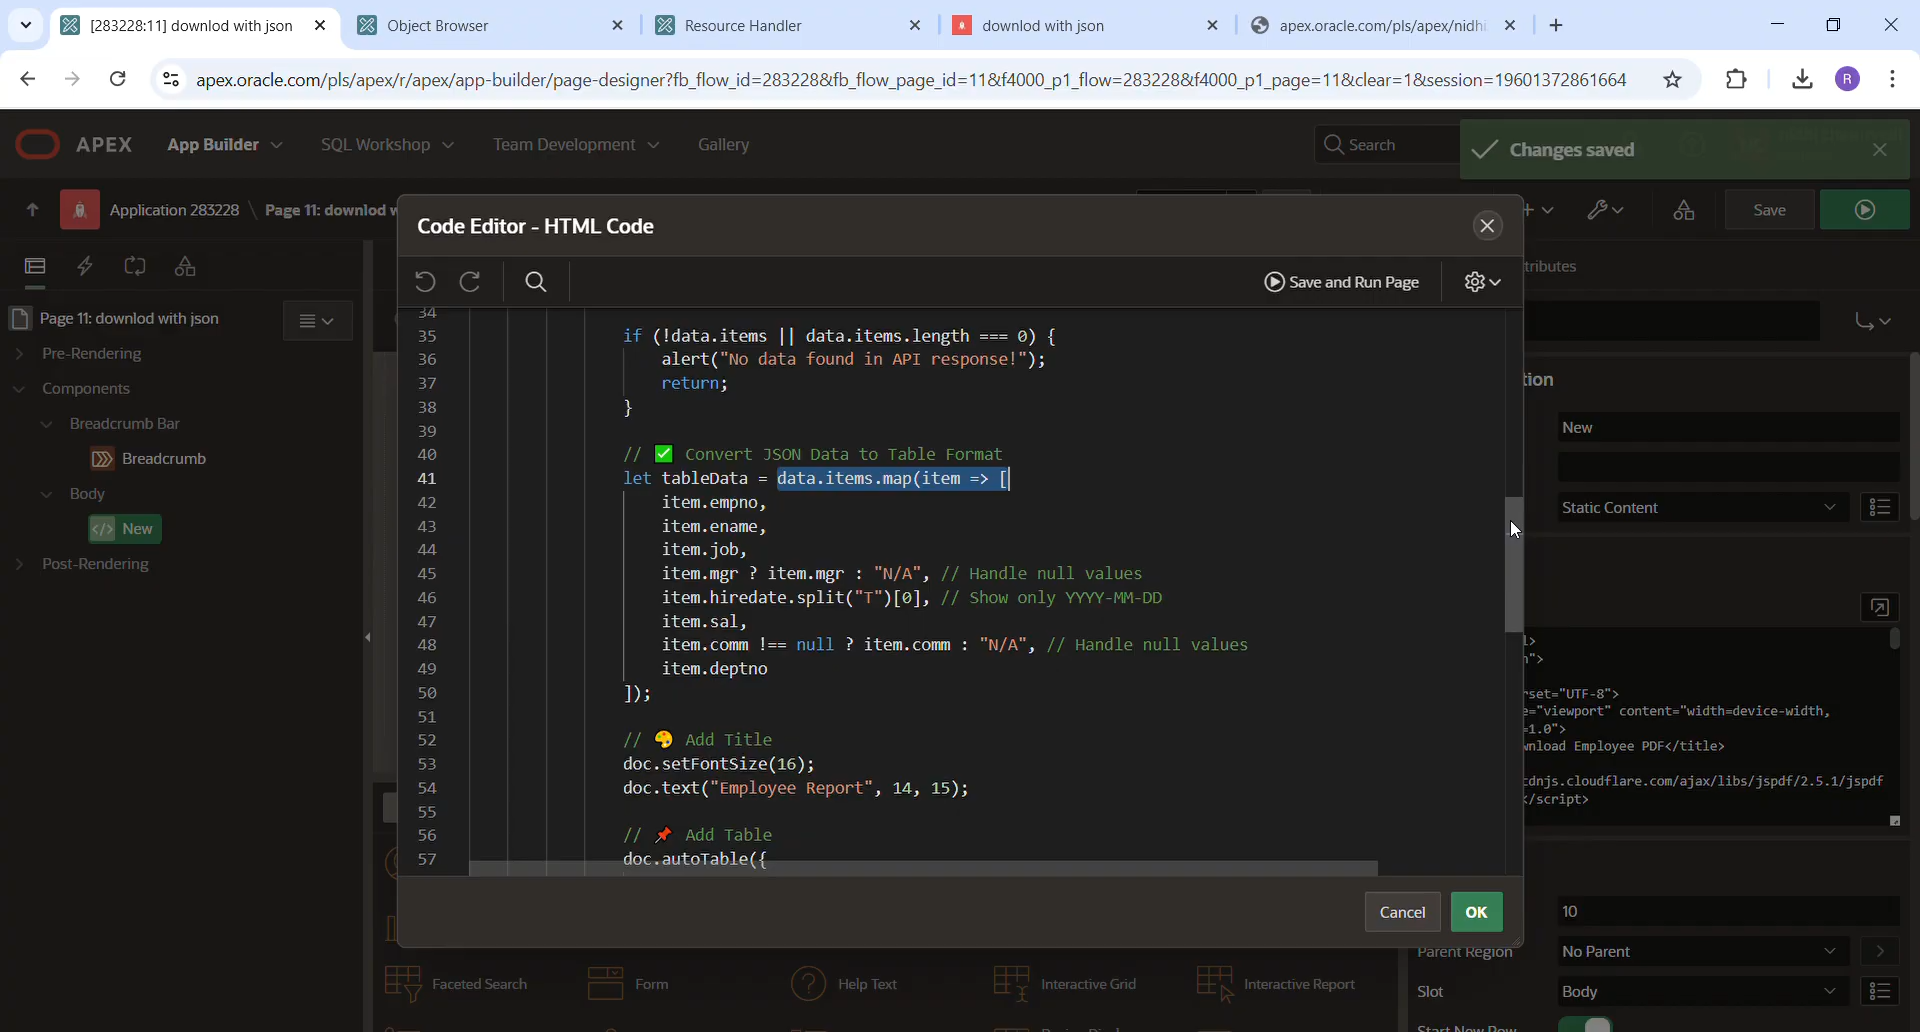 [283228:11] downlod with json
Object Browser
Resource Handler
downlod with json
apex.oracle.com/pls/apex/nidhi
apex.oracle.com/pls/apex/r/apex/app-builder/page-designer?fb_flow_id=283228&fb_flow_page_id=11&f4000_p1_flow=283228&f4000_p1_page=11&clear=1&session=19601372861664
R
APEX
App Builder
SQL Workshop
Team Development
Gallery
Search
Changes saved
Application 283228 \ Page 11: downlod w
Save
Code Editor - HTML Code
Save and Run Page
Page 11: downlod with json
Pre-Rendering
Components
Breadcrumb Bar
Breadcrumb
Body
New
Post-Rendering
34
35 if (!data.items || data.items.length === 0) {
36 alert("No data found in API response!");
37 return;
38 }
39
40 // ✅ Convert JSON Data to Table Format
41 let tableData = data.items.map(item => [
42 item.empno,
43 item.ename,
44 item.job,
45 item.mgr ? item.mgr : "N/A", // Handle null values
46 item.hiredate.split("T")[0], // Show only YYYY-MM-DD
47 item.sal,
48 item.comm !== null ? item.comm : "N/A", // Handle null values
49 item.deptno
50 ]);
51
52 // 🎨 Add Title
53 doc.setFontSize(16);
54 doc.text("Employee Report", 14, 15);
55
56 // 📌 Add Table
57 doc.autoTable({
Cancel
OK
tributes
tion
New
Static Content
l>
n">
rset="UTF-8">
e="viewport" content="width=device-width,
=1.0">
wnload Employee PDF</title>
cdnjs.cloudflare.com/ajax/libs/jspdf/2.5.1/jspdf
</script>
10
Parent Region
No Parent
Slot
Body
Start New Row
Faceted Search
Form
Help Text
Interactive Grid
Interactive Report